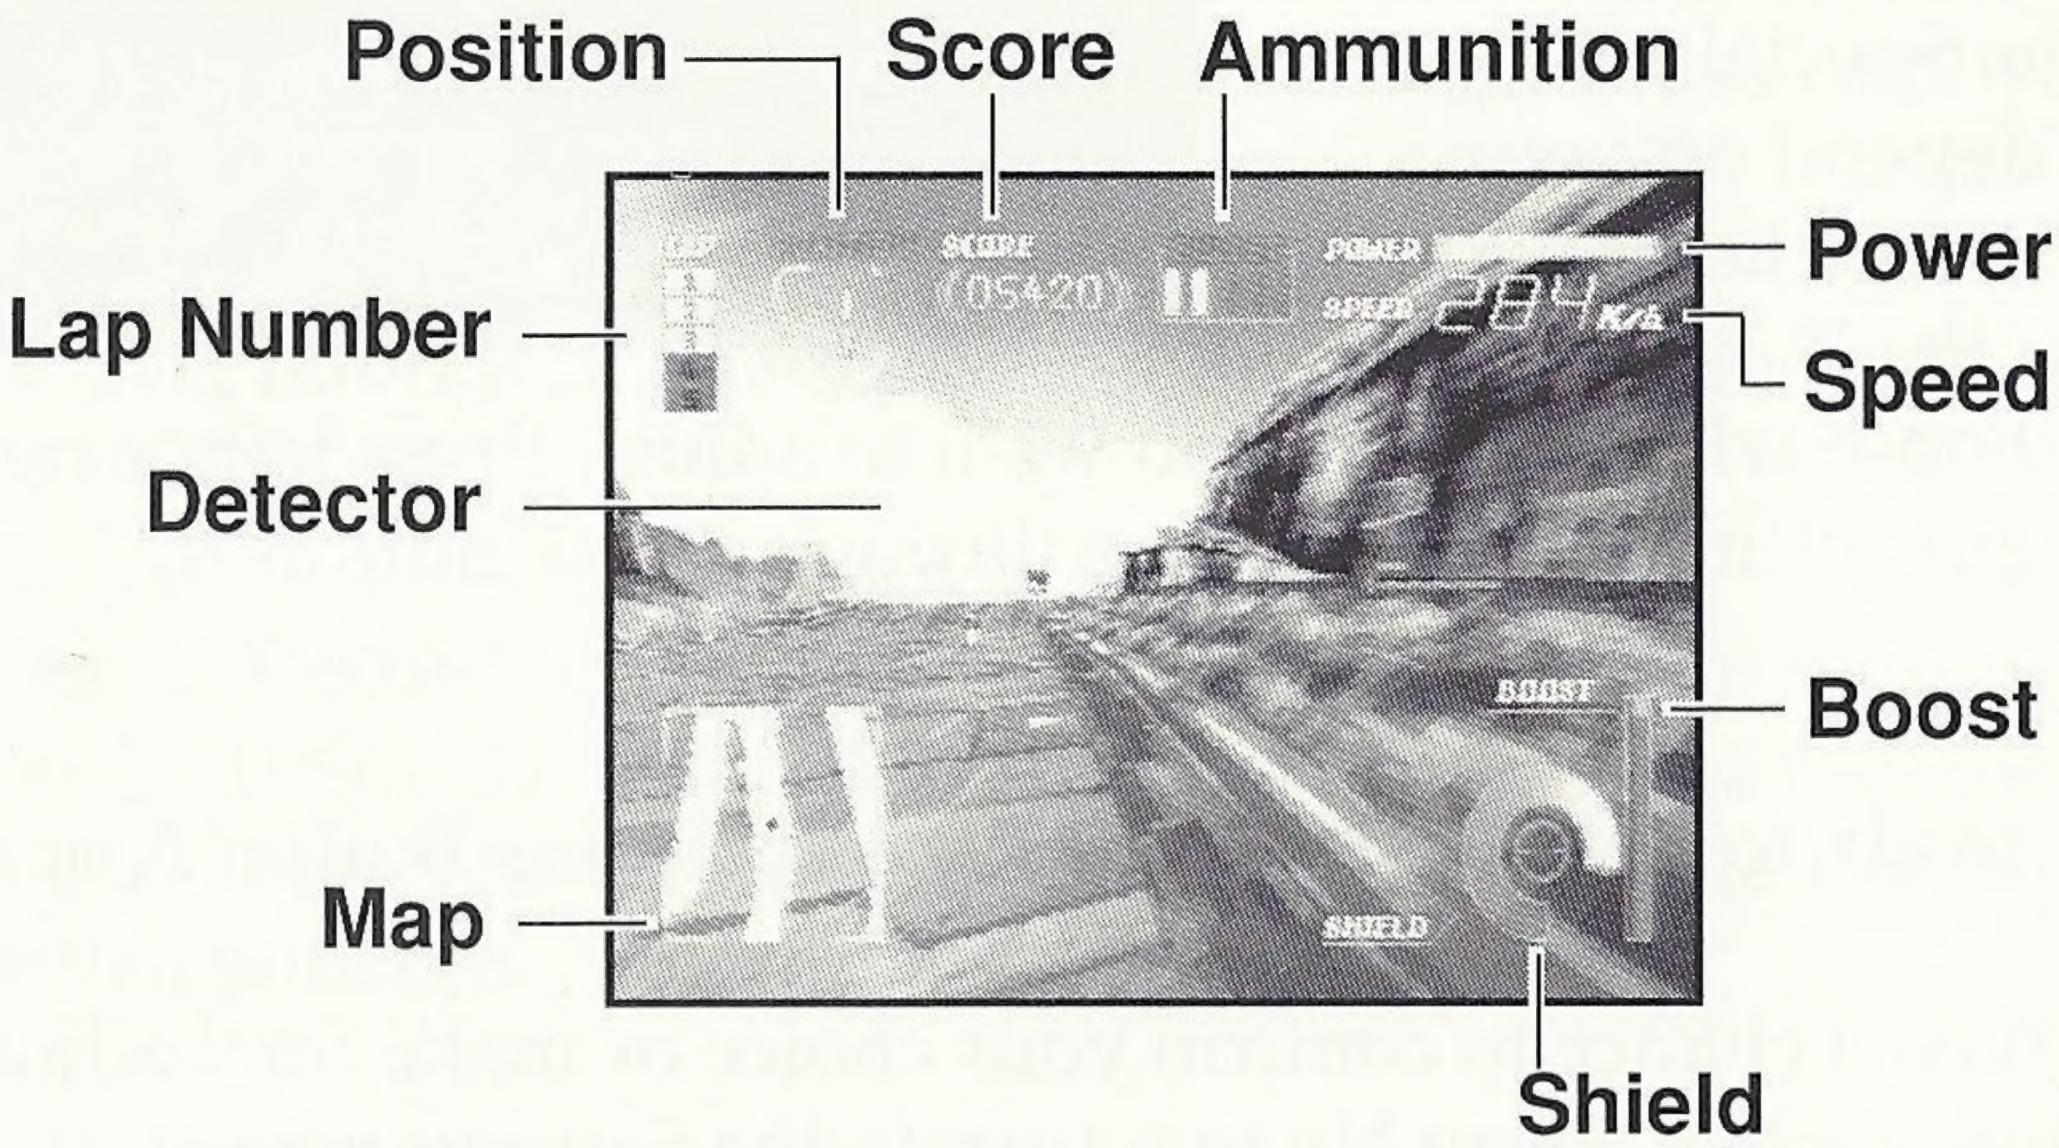 Position
Score
Ammunition
SCORE
POWER
Power
05420
SPEED 284 K/h
Lap Number
Speed
Detector
BOOST
Boost
Map
SHIELD
Shield